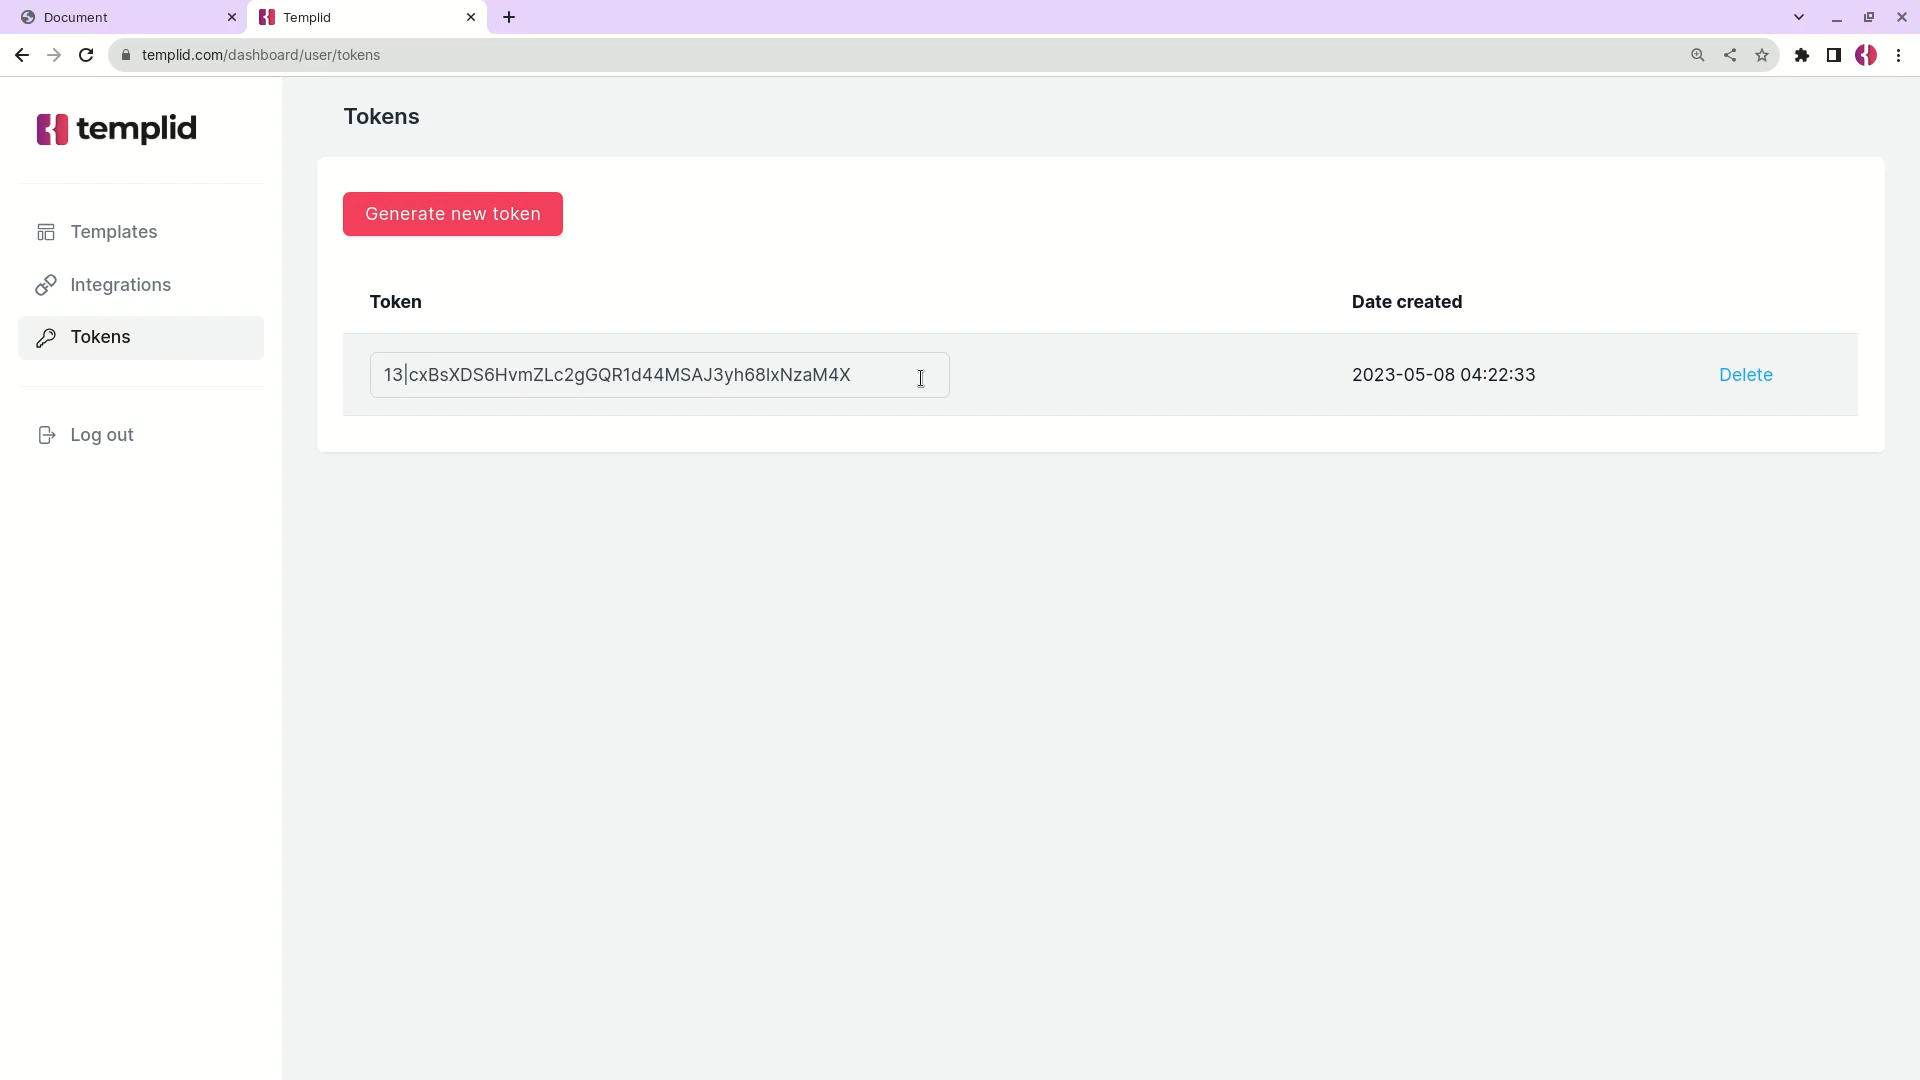 Document
Templid
templid.com/dashboard/user/tokens
templid
Templates
Integrations
Tokens
Log out
Tokens
Generate new token
Token
Date created
13|cxBsXDS6HvmZLc2gGQR1d44MSAJ3yh68lxNzaM4X
2023-05-08 04:22:33
Delete